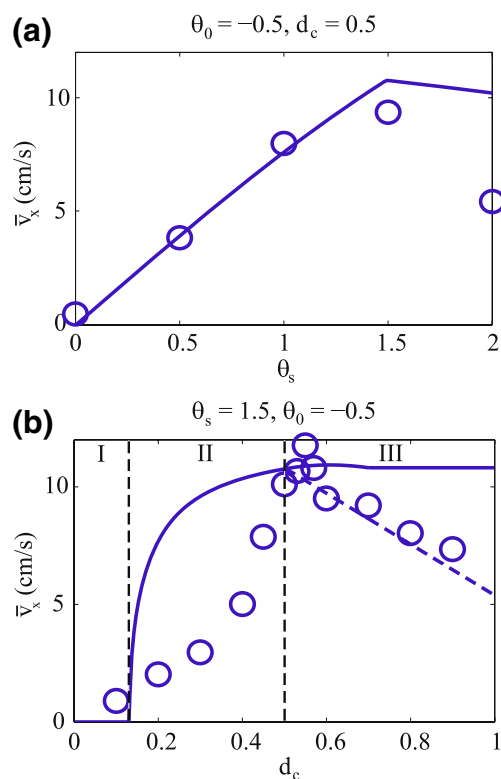 (a)
θ₀ = −0.5, d_c = 0.5
10
5
0
v̄ₓ (cm/s)
0 0.5 1 1.5 2
θₛ
(b)
θₛ = 1.5, θ₀ = −0.5
I II III
10
5
0
v̄ₓ (cm/s)
0 0.2 0.4 0.6 0.8 1
d_c